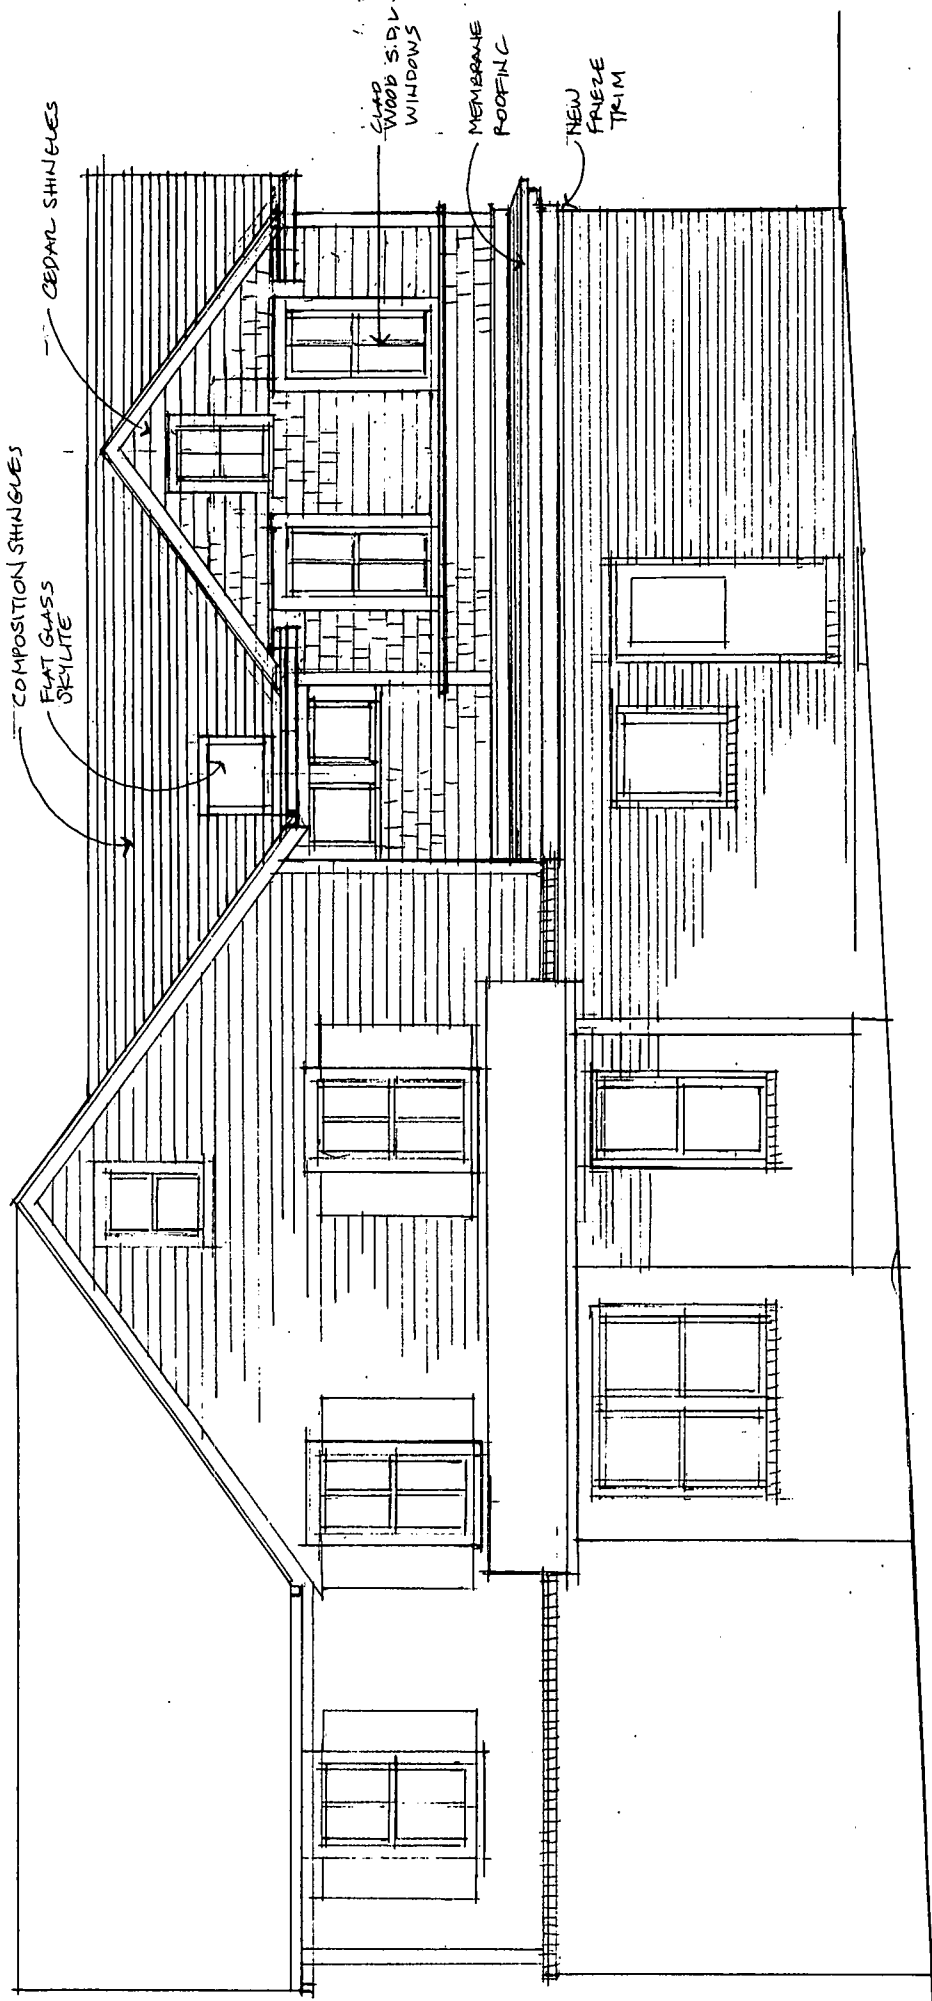 COMPOSITION SHINGLES
FLAT GLASS
SKYLITE
CEDAR SHINGLES
CLAD
WOOD S.D.L.
WINDOWS
MEMBRANE
ROOFING
NEW
FRIEZE
TRIM